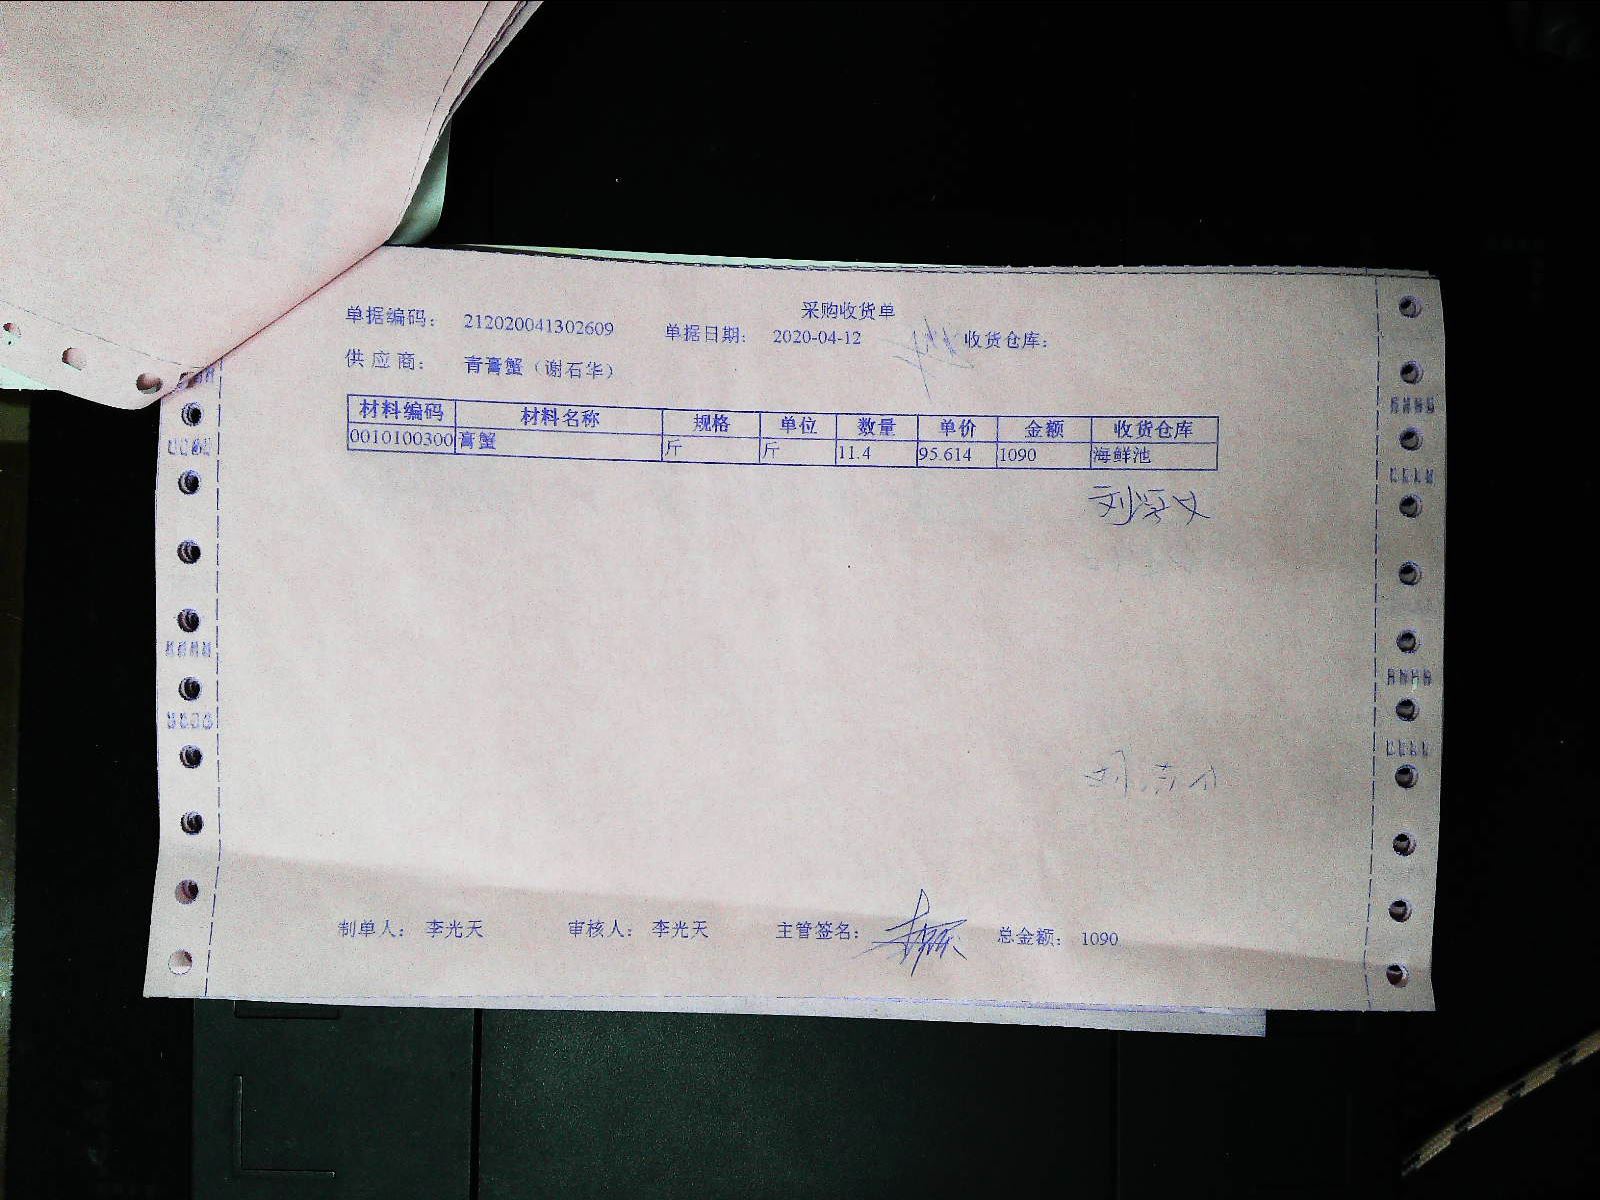 采购收货单
单据编码： 212020041302609 单据日期： 2020-04-12 收货仓库：
供 应 商： 青膏蟹（谢石华）
材料编码 材料名称 规格 单位 数量 单价 金额 收货仓库
0010100300 膏蟹 斤 斤 11.4 95.614 1090 海鲜池
制单人： 李光天 审核人： 李光天 主管签名： 总金额： 1090